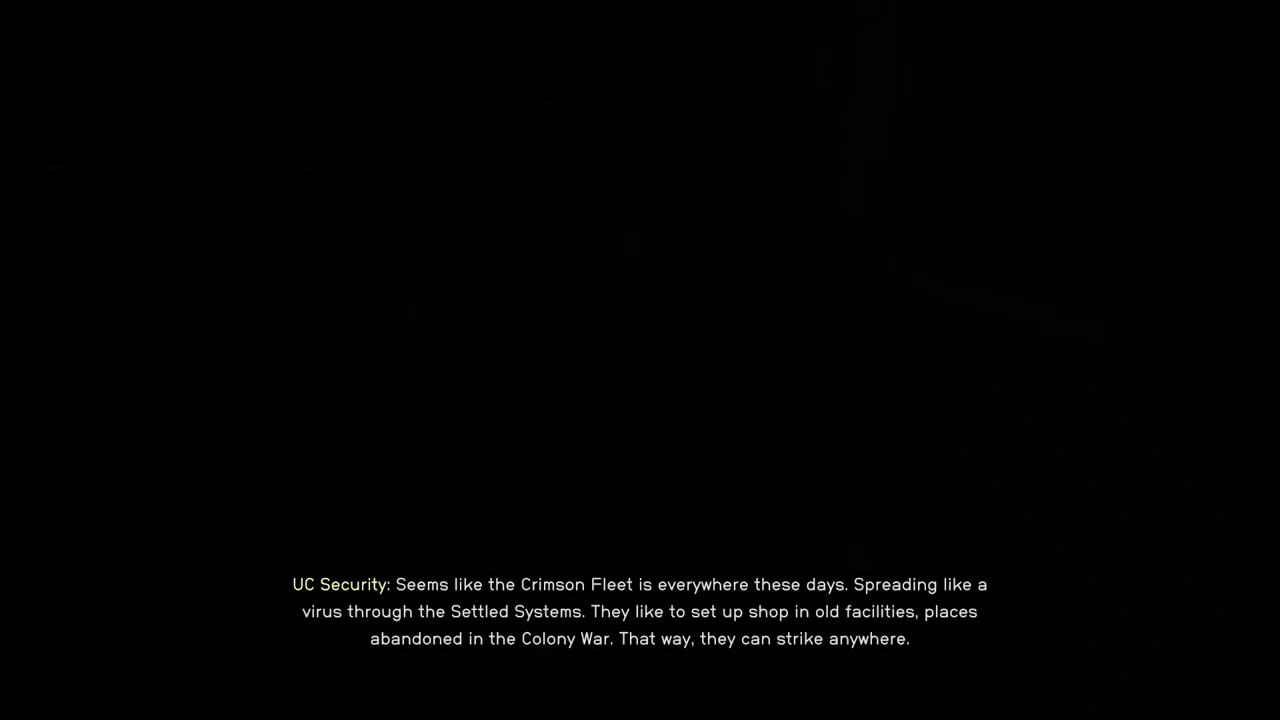 UC Security: Seems like the Crimson Fleet is everywhere these days. Spreading like a
virus through the Settled Systems. They like to set up shop in old facilities, places
abandoned in the Colony War. That way, they can strike anywhere.